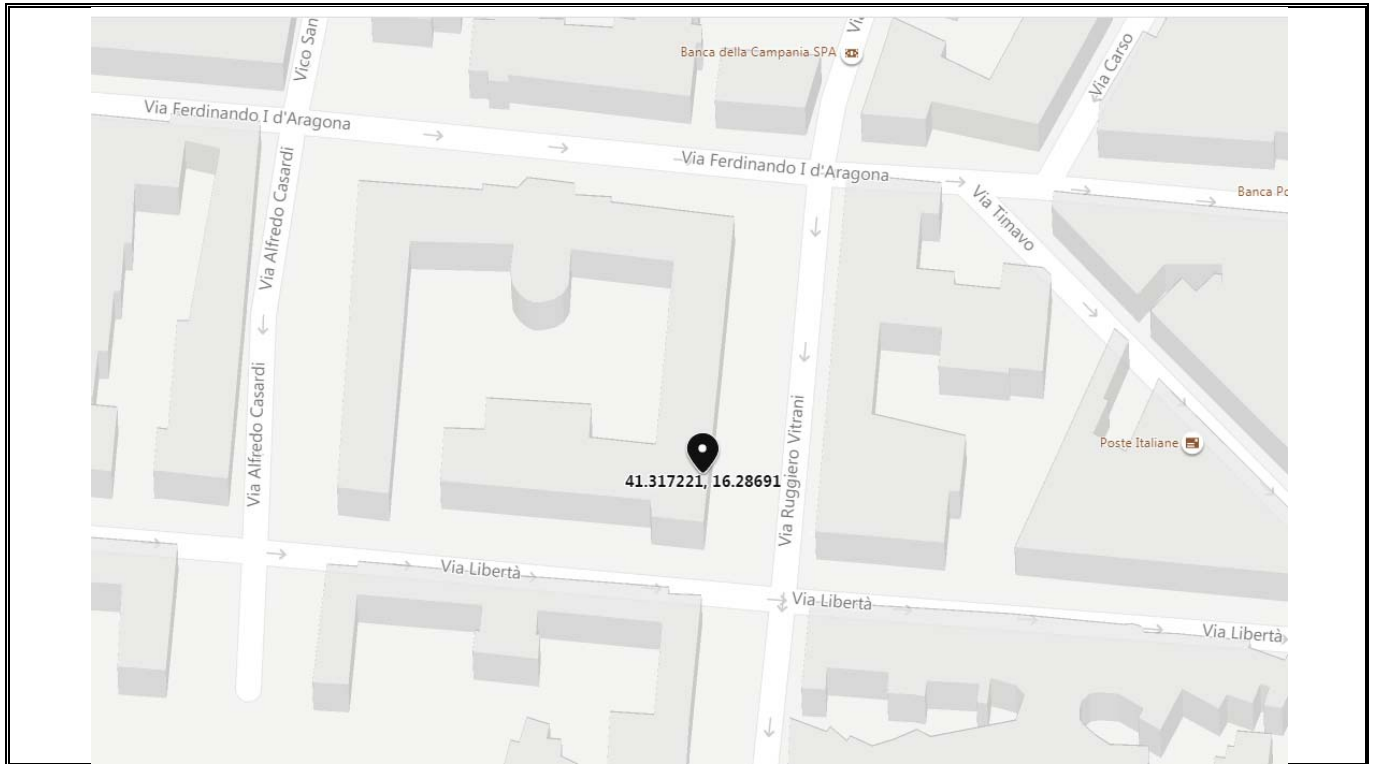 Vico San
Banca della Campania SPA
Via
Via Carso
Via Ferdinando I d'Aragona
Via Ferdinando I d'Aragona
Via Alfredo Casardi
Via Timavo
Banca Po
Via Alfredo Casardi
Via Ruggiero Vitrani
Poste Italiane
41.317221, 16.28691
Via Libertà
Via Libertà
Via Libertà